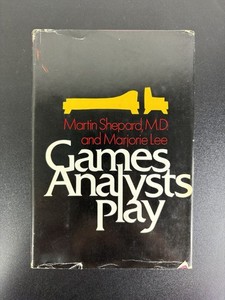 Martin Shepard, M.D.
and Marjorie Lee
Games
Analysts
Play